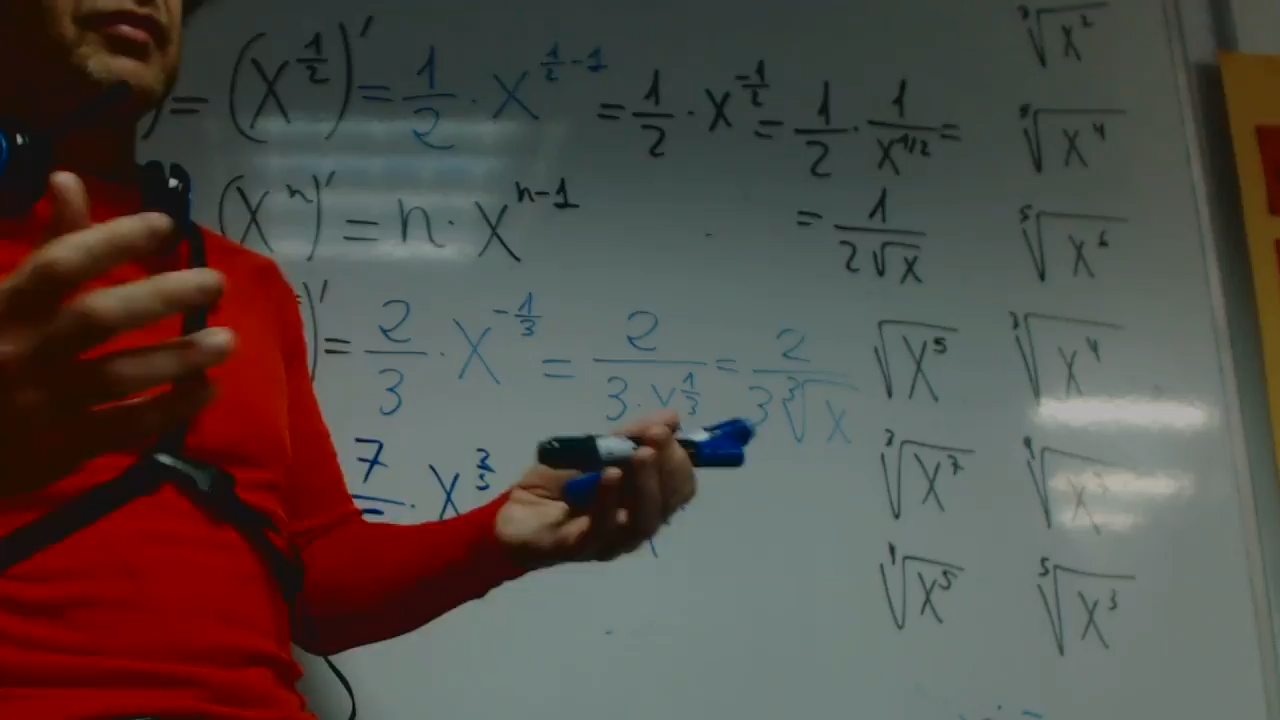 ) = (x^{1/2})' = 1/2 · x^{1/2 - 1} = 1/2 · x^{-1/2} = 1/2 · 1/x^{1/2} =
= 1/(2√x)
(x^n)' = n · x^{n-1}
)' = 2/3 · x^{-1/3} = 2/(3 · x^{1/3}) = 2/(3∛x)
7 · x
√x⁵
∛x⁷
⁴√x⁵
∛x²
⁵√x⁴
⁵√x⁶
∛x⁴
⁵√x³